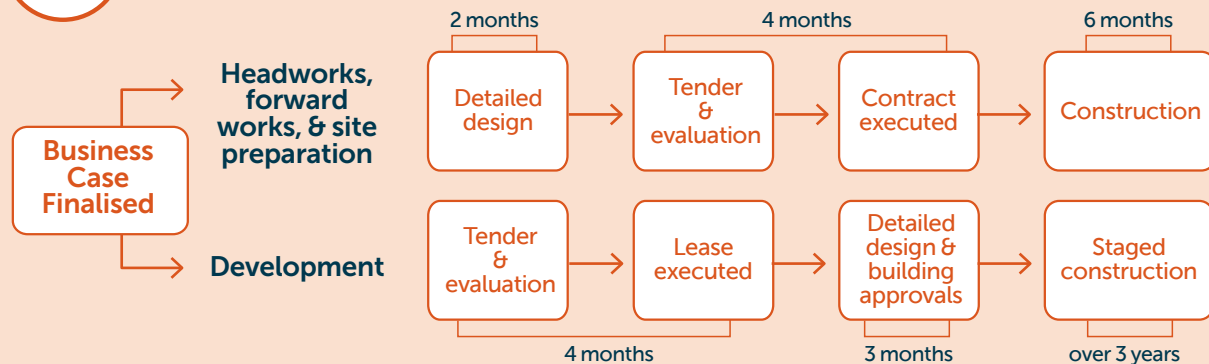 2 months
4 months
6 months
Headworks,
forward
works, & site
preparation
Detailed
design
Tender
&
evaluation
Contract
executed
Construction
Business
Case
Finalised
Development
Tender
&
evaluation
Lease
executed
Detailed
design &
building
approvals
Staged
construction
4 months
3 months
over 3 years